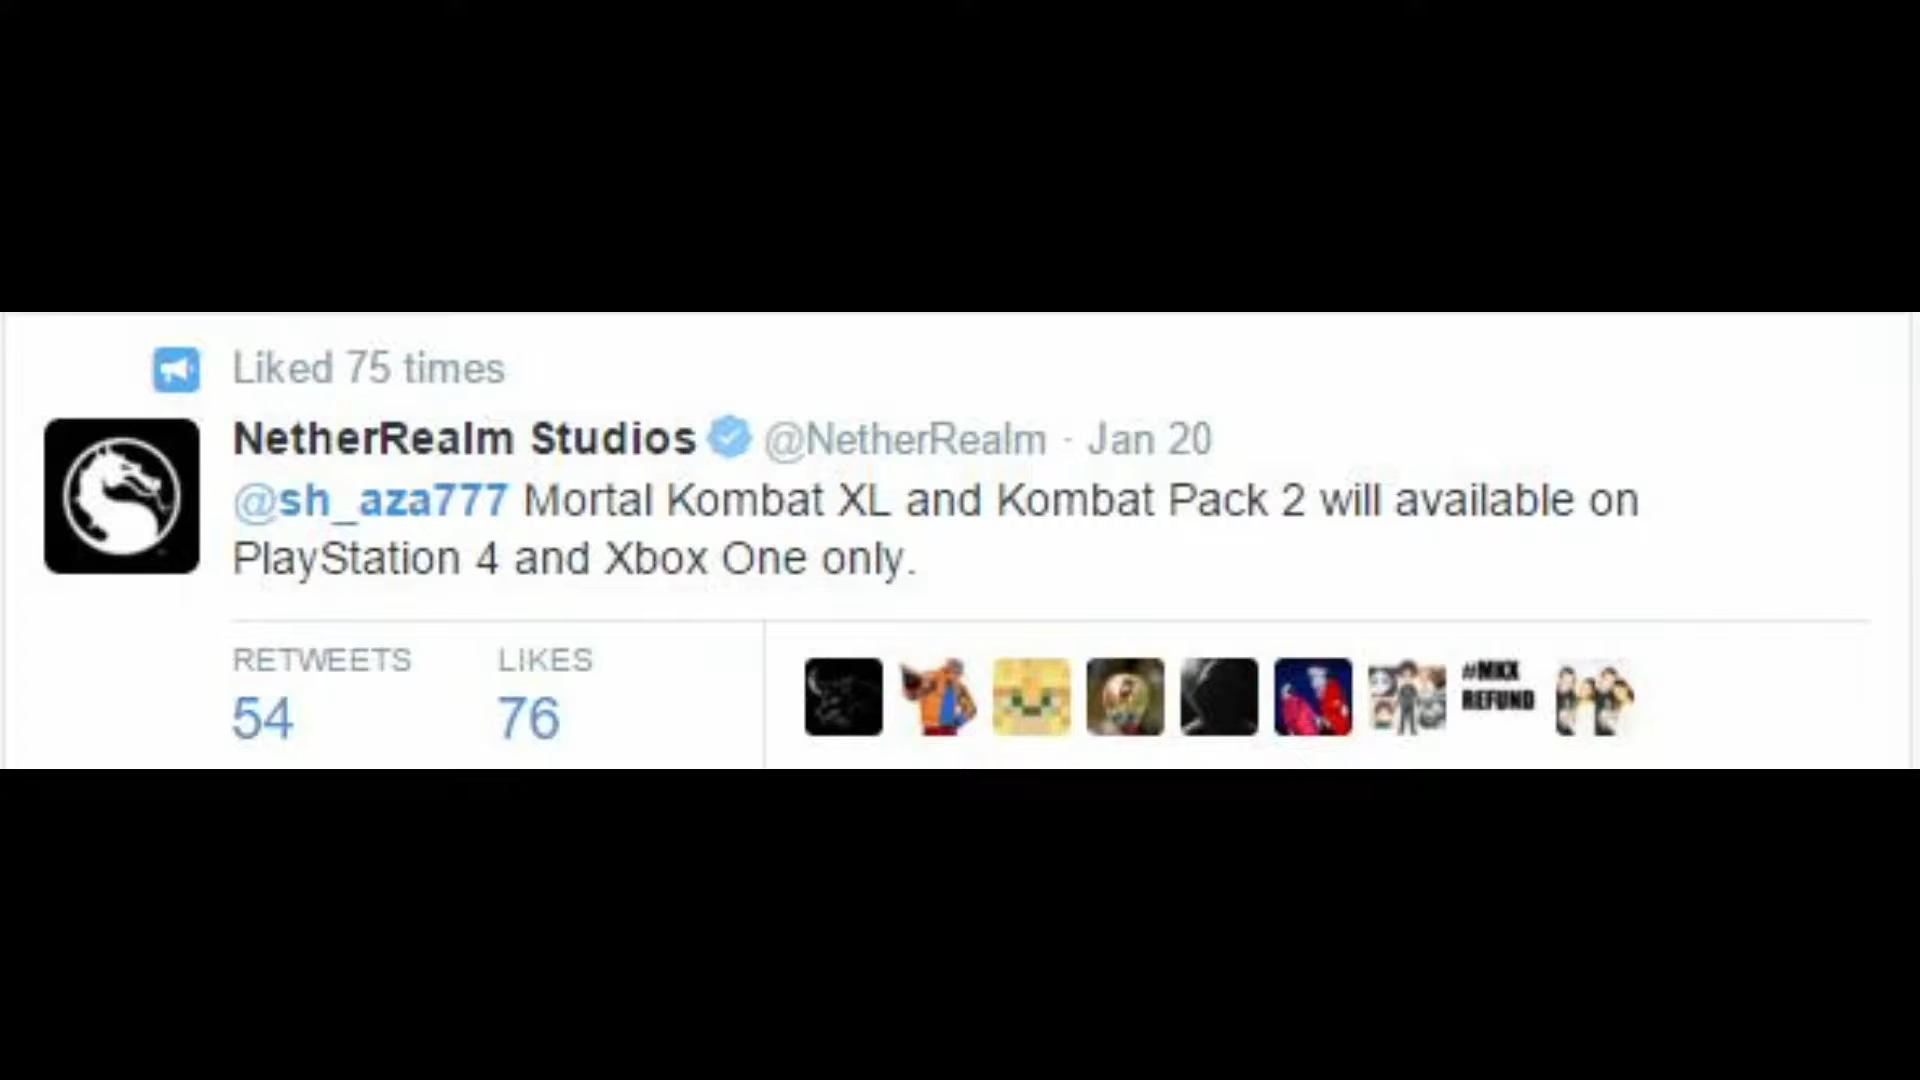 Liked 75 times
NetherRealm Studios @NetherRealm · Jan 20
@sh_aza777 Mortal Kombat XL and Kombat Pack 2 will available on
PlayStation 4 and Xbox One only.
RETWEETS LIKES
54 76
#MKX
REFUND